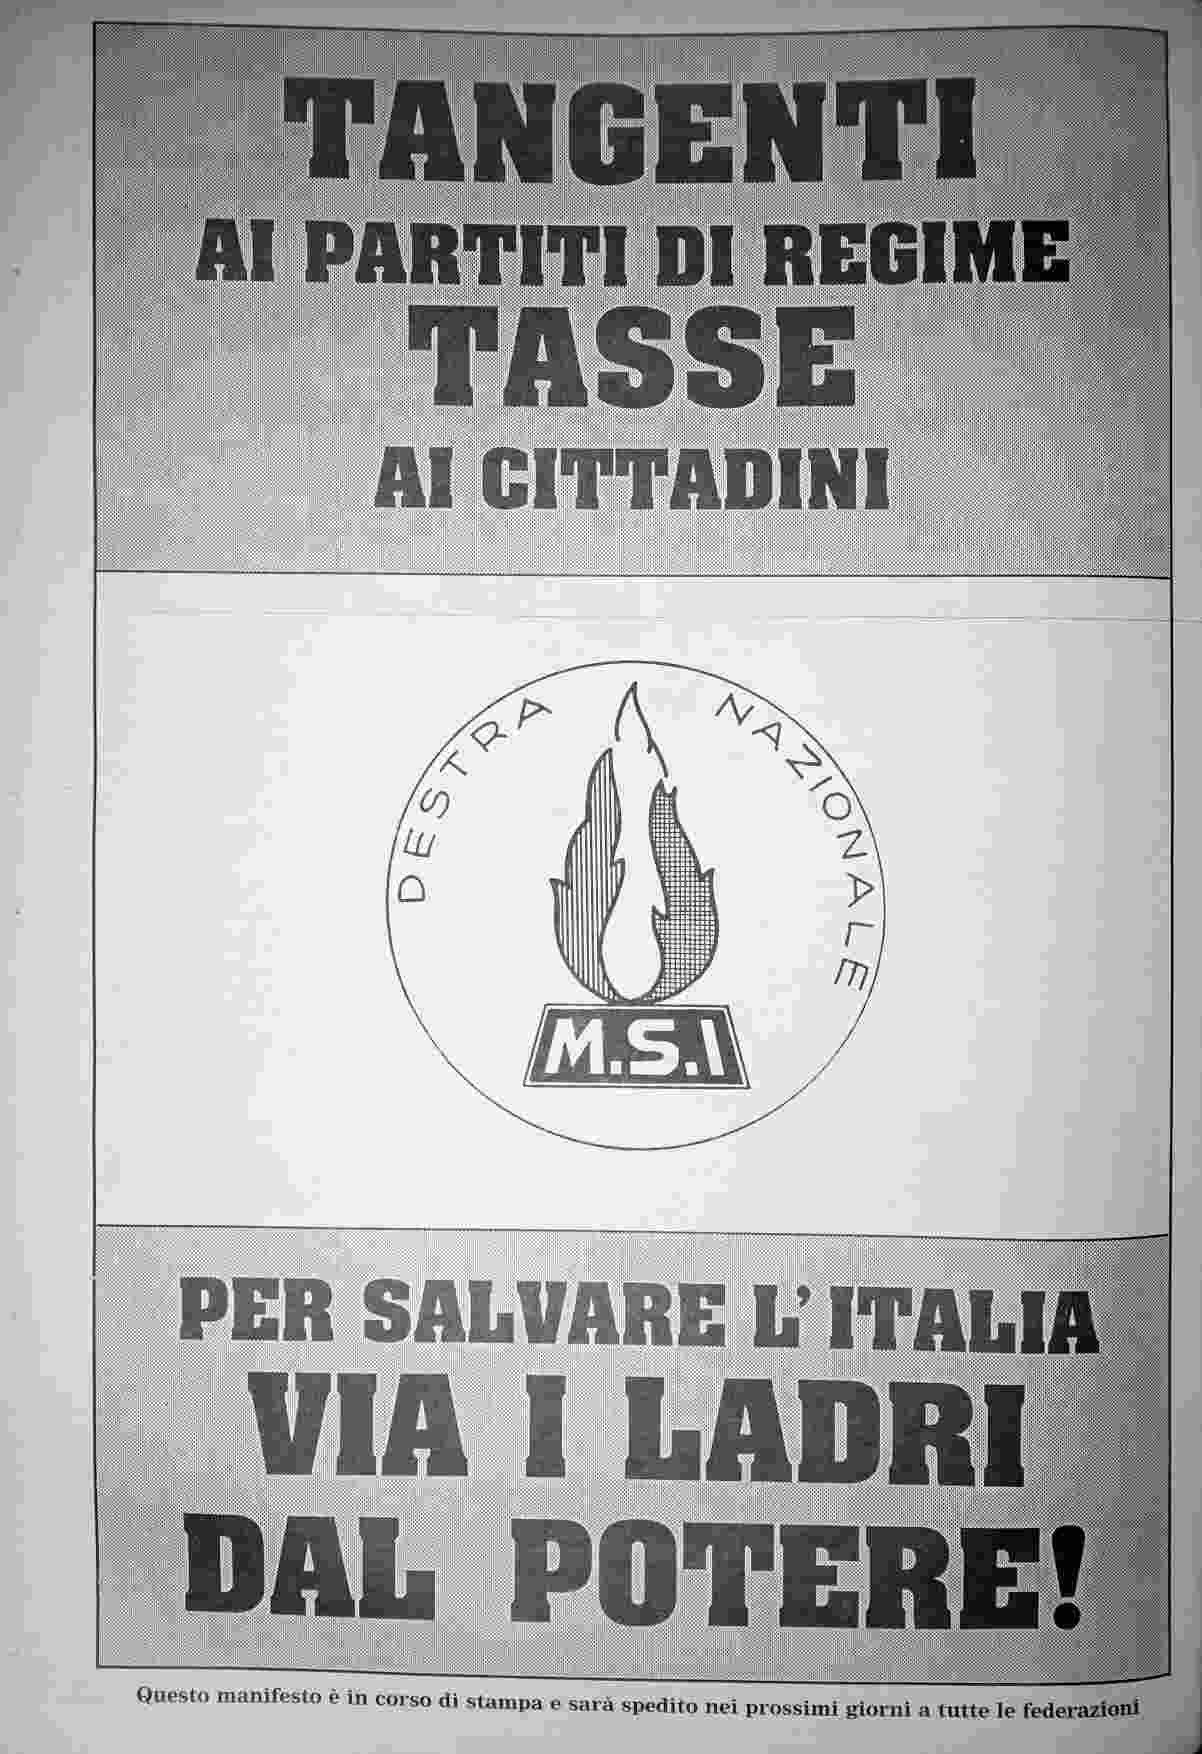 TANGENTI
AI PARTITI DI REGIME
TASSE
AI CITTADINI
DESTRA NAZIONALE
M.S.I
PER SALVARE L'ITALIA
VIA I LADRI
DAL POTERE!
Questo manifesto è in corso di stampa e sarà spedito nei prossimi giorni a tutte le federazioni